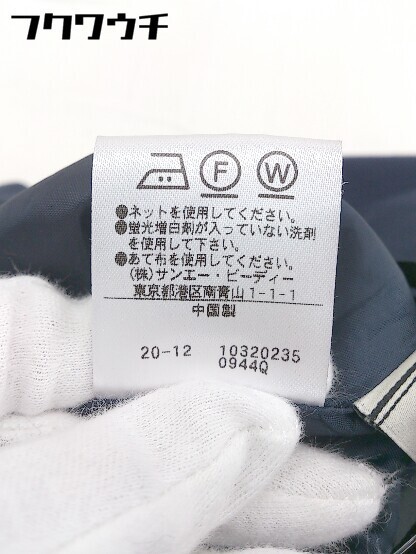 フクワウチ
F W
●ネットを使用してください。
●蛍光増白剤が入っていない洗剤
を使用して下さい。
●あて布を使用してください。
(株)サンエー・ビーディー
東京都港区南青山1-1-1
中国製
20-12 10320235
0944Q